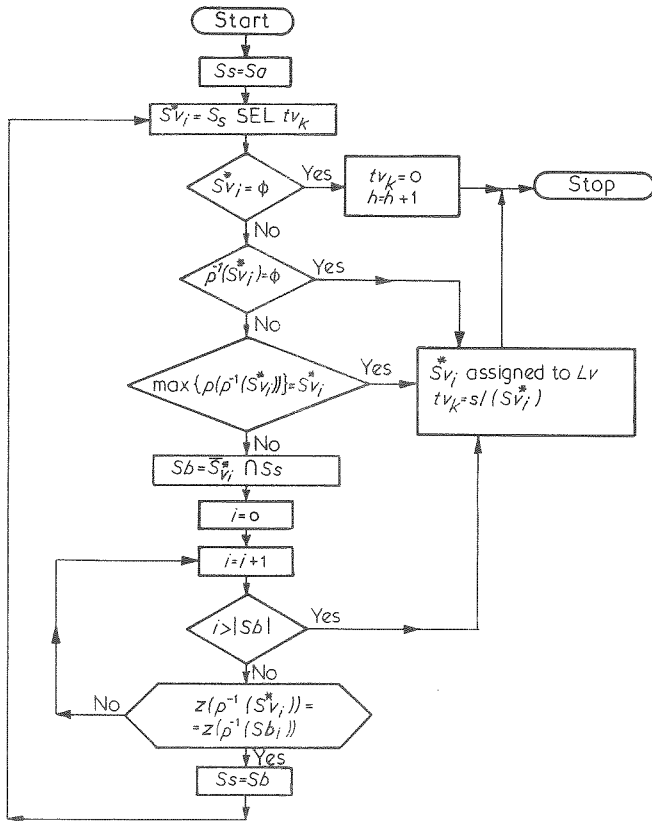 Start
Ss=Sa
S*vi = Ss SEL tvk
S*vi = ϕ
Yes
tvk = 0
h=h+1
Stop
No
p⁻¹(S*vi)=ϕ
Yes
No
max{p(p⁻¹(S*vi))}=S*vi
Yes
S*vi assigned to Lv
tvk = sl(Sv*i)
No
Sb = S̅*vi ∩ Ss
i=0
i=i+1
i>|Sb|
Yes
No
z(p⁻¹(S*vi)) =
= z(p⁻¹(Sbi))
No
Yes
Ss=Sb